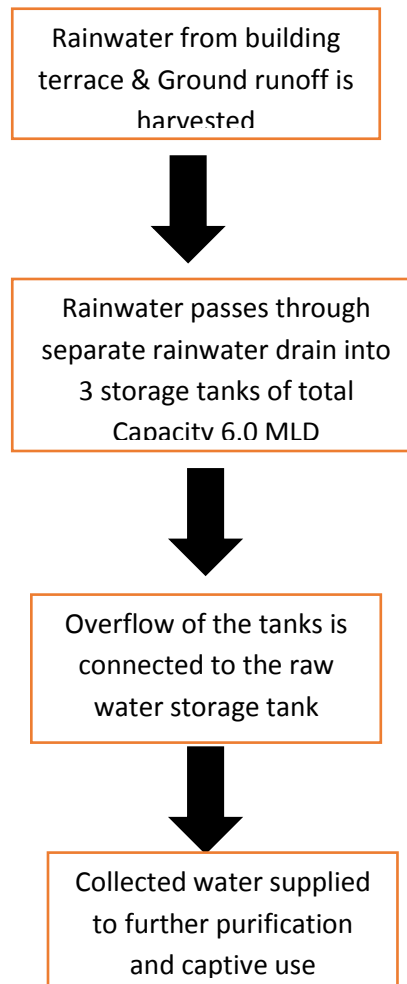 Rainwater from building
terrace & Ground runoff is
harvested
Rainwater passes through
separate rainwater drain into
3 storage tanks of total
Capacity 6.0 MLD
Overflow of the tanks is
connected to the raw
water storage tank
Collected water supplied
to further purification
and captive use